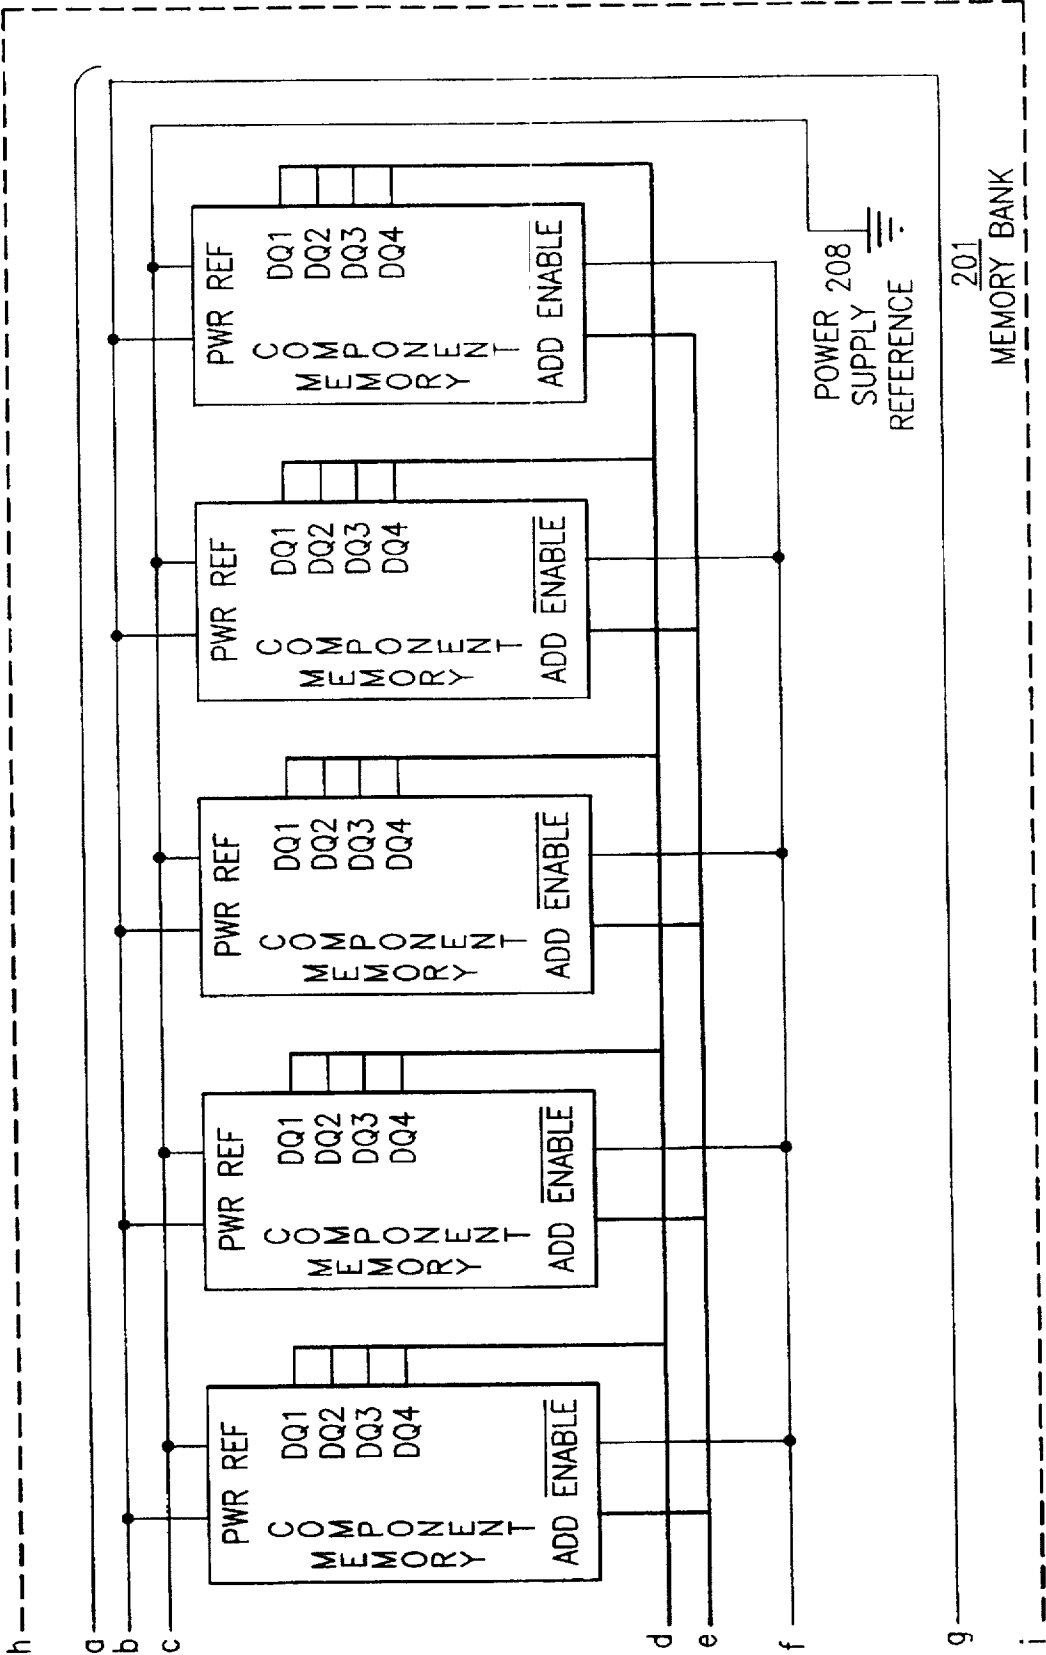 h
a
b
c
PWR REF
DQ1
DQ2
DQ3
DQ4
MEMORY
COMPONENT
ADD ENABLE
PWR REF
DQ1
DQ2
DQ3
DQ4
MEMORY
COMPONENT
ADD ENABLE
PWR REF
DQ1
DQ2
DQ3
DQ4
MEMORY
COMPONENT
ADD ENABLE
PWR REF
DQ1
DQ2
DQ3
DQ4
MEMORY
COMPONENT
ADD ENABLE
PWR REF
DQ1
DQ2
DQ3
DQ4
MEMORY
COMPONENT
ADD ENABLE
d
e
f
POWER 208
SUPPLY
REFERENCE
g
201
MEMORY BANK
i